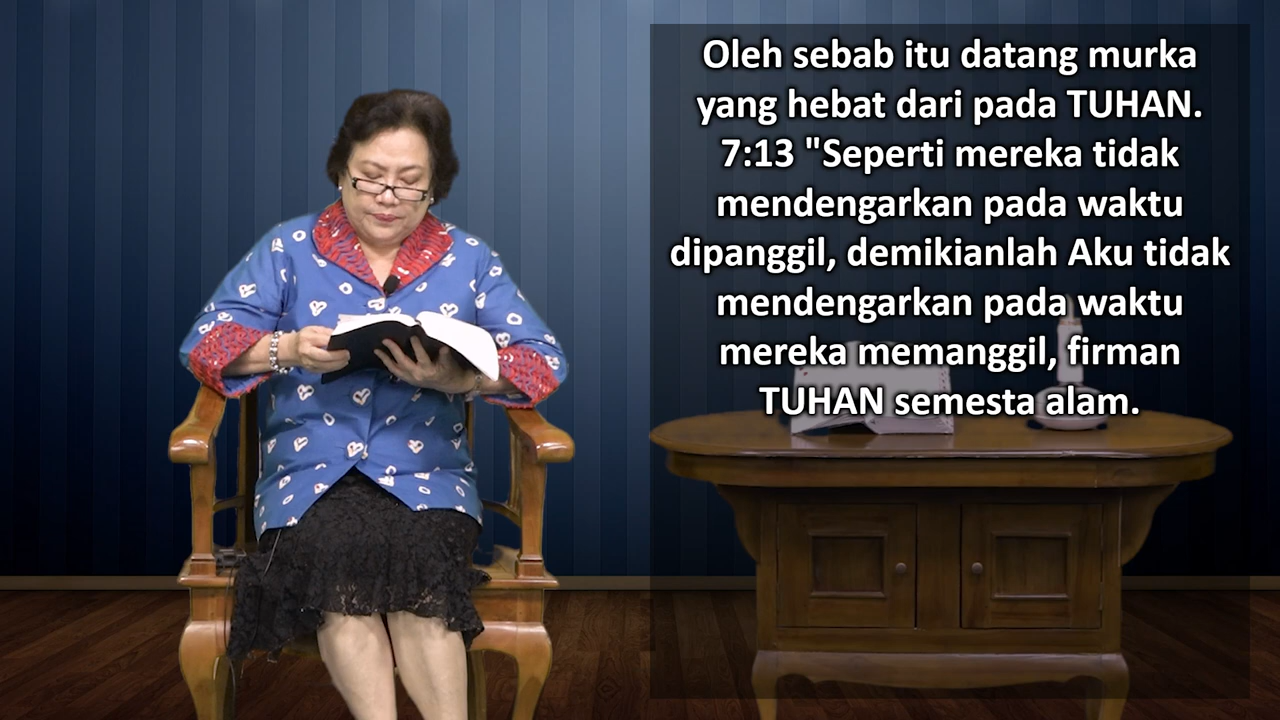 Oleh sebab itu datang murka
yang hebat dari pada TUHAN.
7:13 "Seperti mereka tidak
mendengarkan pada waktu
dipanggil, demikianlah Aku tidak
mendengarkan pada waktu
mereka memanggil, firman
TUHAN semesta alam.